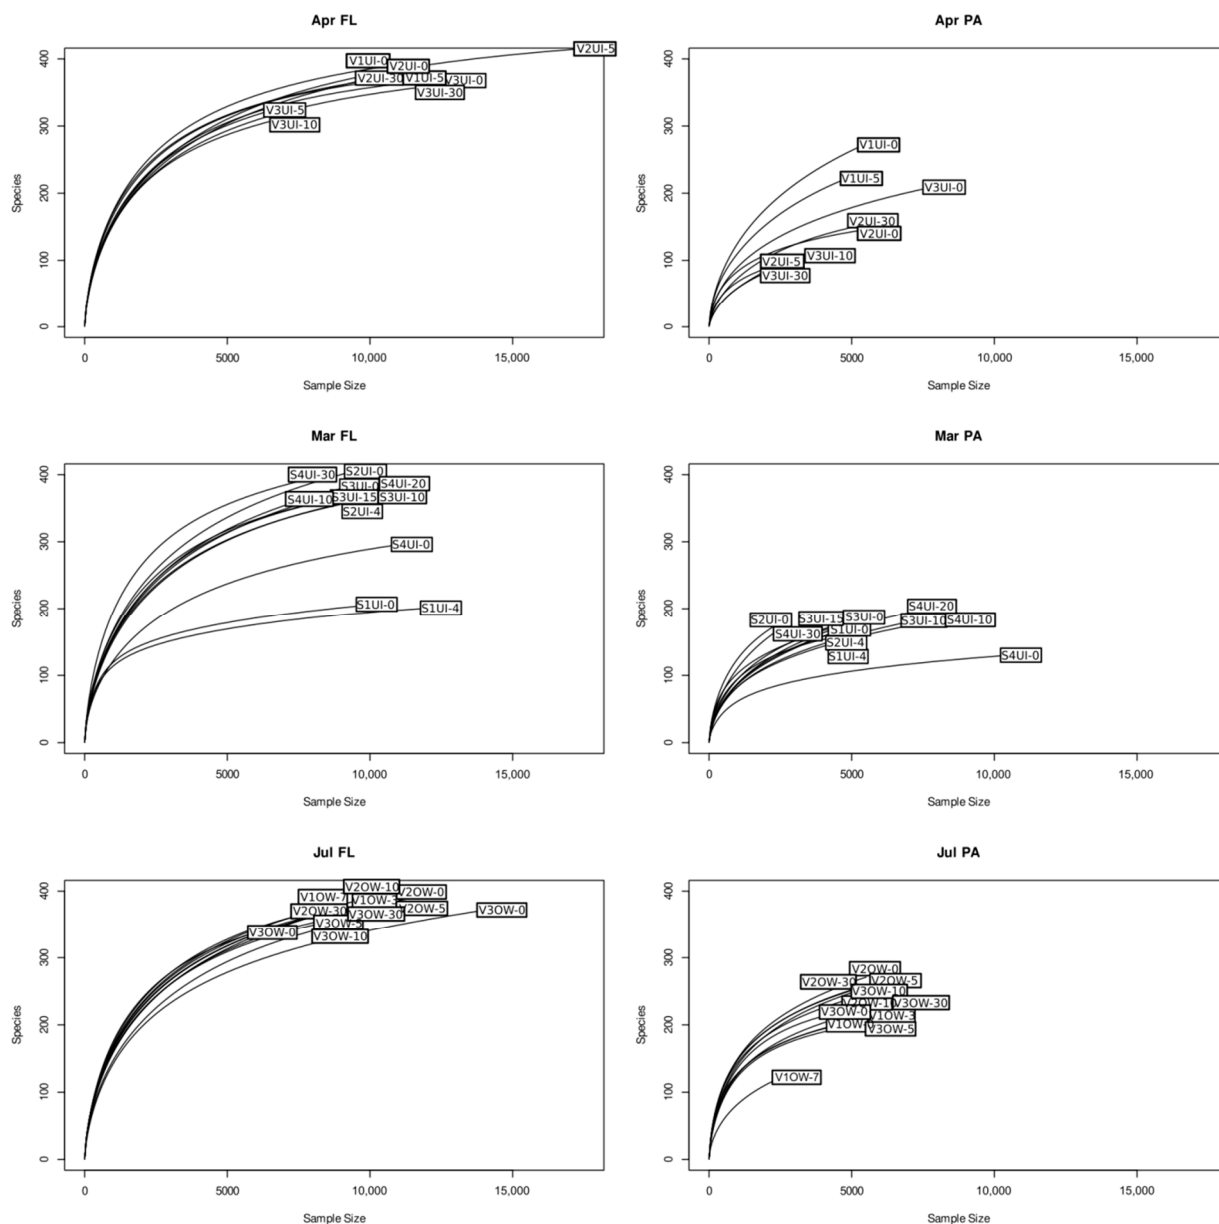 Apr FL
Species
400
300
200
100
0
V1UI-0
V2UI-0
V2UI-5
V2UI-30
V1UI-5
V3UI-0
V3UI-30
V3UI-5
V3UI-10
0 5000 10,000 15,000
Sample Size
Apr PA
Species
400
300
200
100
0
V1UI-0
V1UI-5
V3UI-0
V2UI-30
V2UI-0
V3UI-10
V2UI-5
V3UI-30
0 5000 10,000 15,000
Sample Size
Mar FL
Species
400
300
200
100
0
S4UI-30
S2UI-0
S3UI-0
S4UI-20
S4UI-10
S3UI-15
S3UI-10
S2UI-4
S4UI-0
S1UI-0
S1UI-4
0 5000 10,000 15,000
Sample Size
Mar PA
Species
400
300
200
100
0
S2UI-0
S3UI-15
S3UI-0
S4UI-20
S3UI-10
S4UI-10
S4UI-30
S1UI-0
S2UI-4
S1UI-4
S4UI-0
0 5000 10,000 15,000
Sample Size
Jul FL
Species
400
300
200
100
0
V2OW-10
V1OW-7
V1OW-3
V2OW-0
V2OW-30
V3OW-30
V2OW-5
V3OW-0
V3OW-5
V3OW-0
V3OW-10
0 5000 10,000 15,000
Sample Size
Jul PA
Species
400
300
200
100
0
V2OW-0
V2OW-30
V2OW-5
V3OW-10
V2OW-10
V3OW-30
V3OW-0
V1OW-3
V1OW-
V3OW-5
V1OW-7
0 5000 10,000 15,000
Sample Size